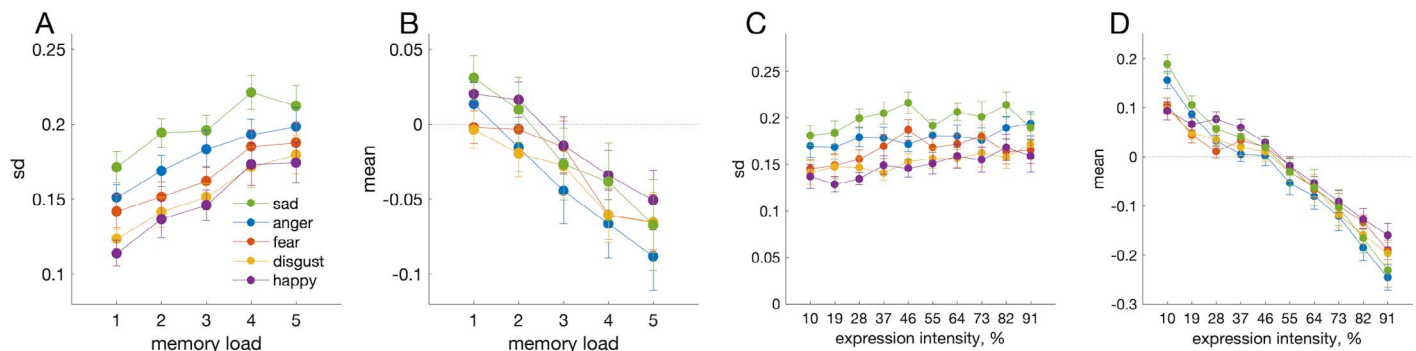 A
B
C
D
0.25
0.2
0.15
0.1
sd
1 2 3 4 5
memory load
sad
anger
fear
disgust
happy
0.05
0
-0.05
-0.1
mean
1 2 3 4 5
memory load
0.25
0.2
0.15
0.1
0
sd
10 19 28 37 46 55 64 73 82 91
expression intensity, %
0.2
0.1
0
-0.1
-0.2
-0.3
mean
10 19 28 37 46 55 64 73 82 91
expression intensity, %